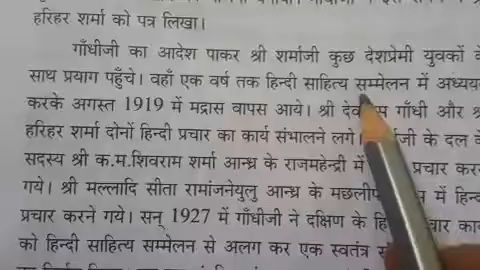 हरिहर शर्मा को पत्र लिखा।
गाँधीजी का आदेश पाकर श्री शर्माजी कुछ देशप्रेमी युवकों
साथ प्रयाग पहुँचे। वहाँ एक वर्ष तक हिन्दी साहित्य सम्मेलन में
करके अगस्त 1919 में मद्रास वापस आये। श्री गाँधी और
हरिहर शर्मा दोनों हिन्दी प्रचार का कार्य संभालने लगे। के दल
सदस्य श्री क.म.शिवराम शर्मा आन्ध्र के राजमहेन्द्री में प्रचार
गये। श्री मल्लादि सीता रामांजनेयुलु आन्ध्र के में
प्रचार करने गये। सन् 1927 में गाँधीजी ने दक्षिण के
को हिन्दी साहित्य सम्मेलन से अलग कर एक स्वतंत्र